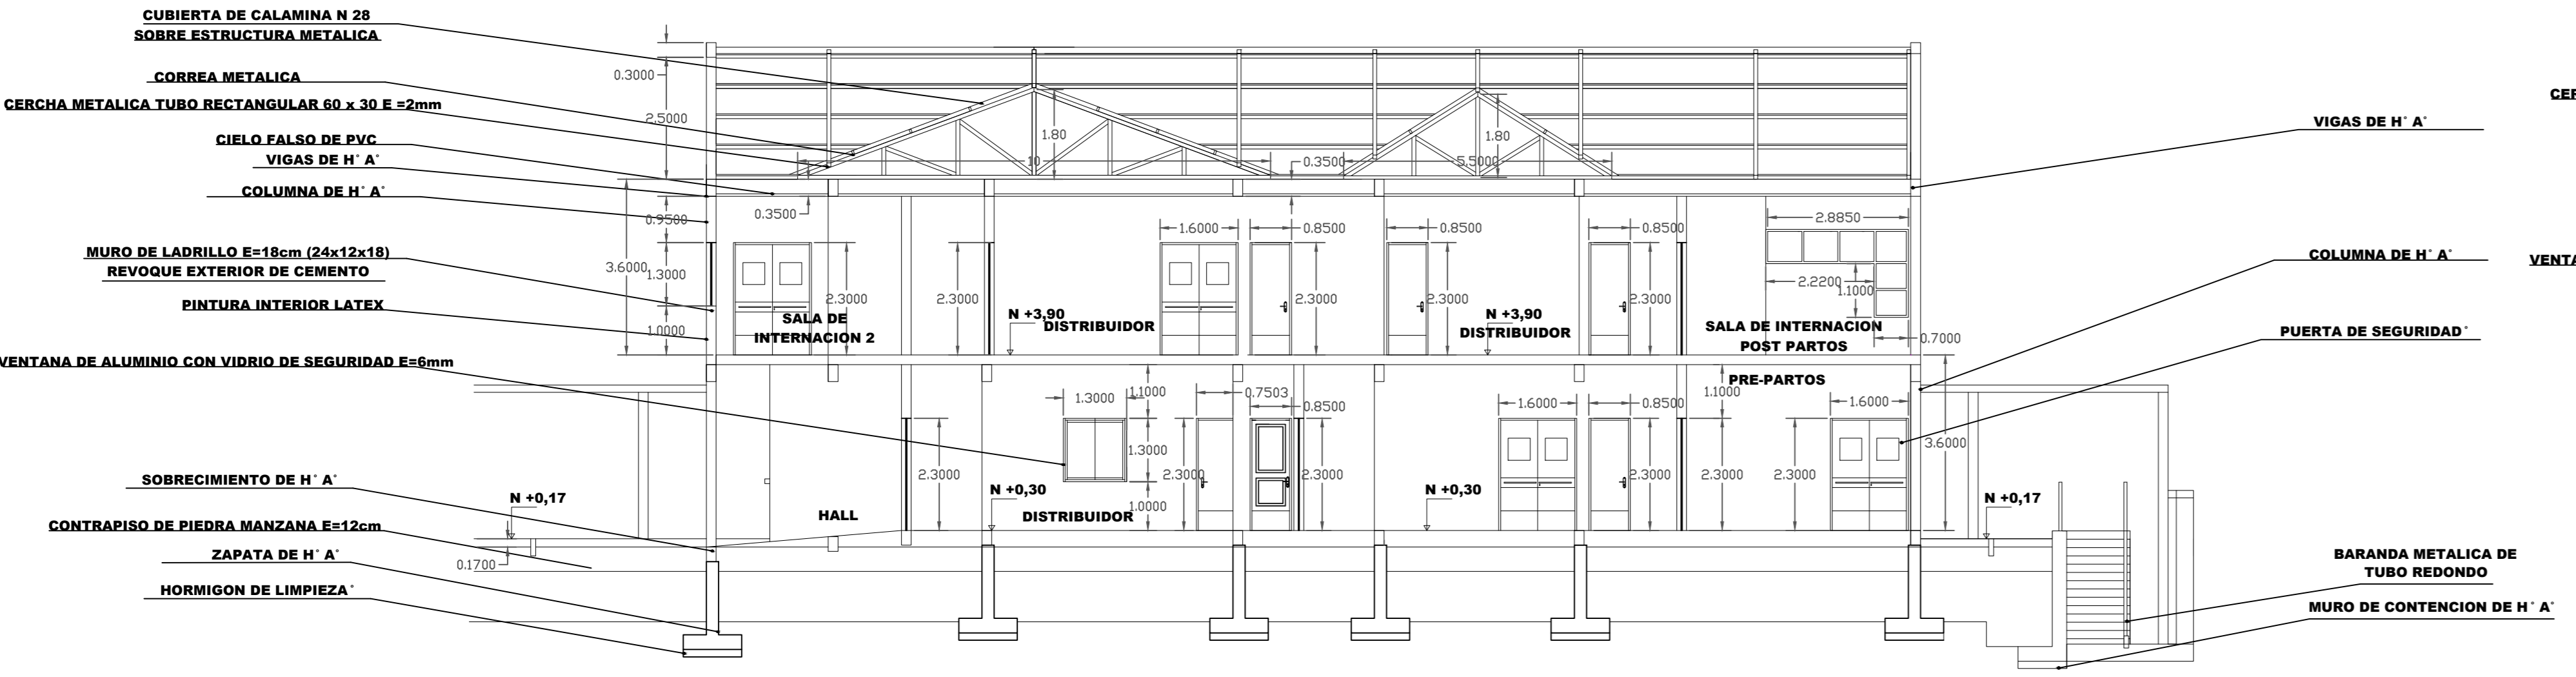 CUBIERTA DE CALAMINA N 28
SOBRE ESTRUCTURA METALICA
CORREA METALICA
CERCHA METALICA TUBO RECTANGULAR 60 x 30 E =2mm
CIELO FALSO DE PVC
VIGAS DE H° A°
COLUMNA DE H° A°
MURO DE LADRILLO E=18cm (24x12x18)
REVOQUE EXTERIOR DE CEMENTO
PINTURA INTERIOR LATEX
VENTANA DE ALUMINIO CON VIDRIO DE SEGURIDAD E=6mm
SOBRECIMIENTO DE H° A°
CONTRAPISO DE PIEDRA MANZANA E=12cm
ZAPATA DE H° A°
HORMIGON DE LIMPIEZA°
0.3000
2.5000
1.80
1.80
10
0.3500
5.5000
0.3500
0.9500
3.6000
1.3000
1.0000
2.3000
2.3000
1.6000
0.8500
2.3000
0.8500
2.3000
0.8500
2.3000
2.8850
2.2200
1.1000
0.7000
SALA DE
INTERNACION 2
N +3,90
DISTRIBUIDOR
N +3,90
DISTRIBUIDOR
SALA DE INTERNACION
POST PARTOS
PRE-PARTOS
1.3000
1.1000
0.7503
0.8500
1.6000
0.8500
1.1000
1.6000
3.6000
2.3000
1.3000
1.0000
2.3000
2.3000
2.3000
2.3000
2.3000
N +0,17
HALL
N +0,30
DISTRIBUIDOR
N +0,30
N +0,17
0.1700
VIGAS DE H° A°
COLUMNA DE H° A°
PUERTA DE SEGURIDAD°
BARANDA METALICA DE
TUBO REDONDO
MURO DE CONTENCION DE H° A°
CER
VENTA